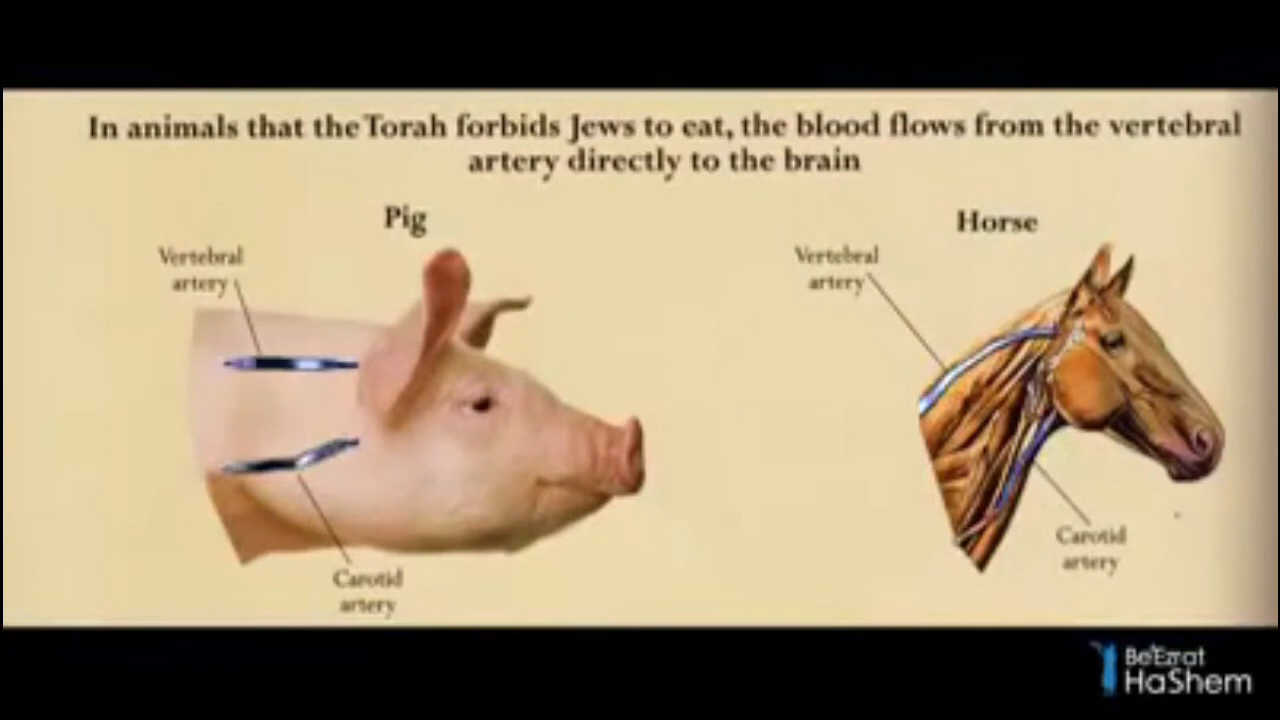 In animals that the Torah forbids Jews to eat, the blood flows from the vertebral
artery directly to the brain
Pig
Horse
Vertebral
artery
Vertebral
artery
Carotid
artery
Carotid
artery
Be'Ezrat
HaShem